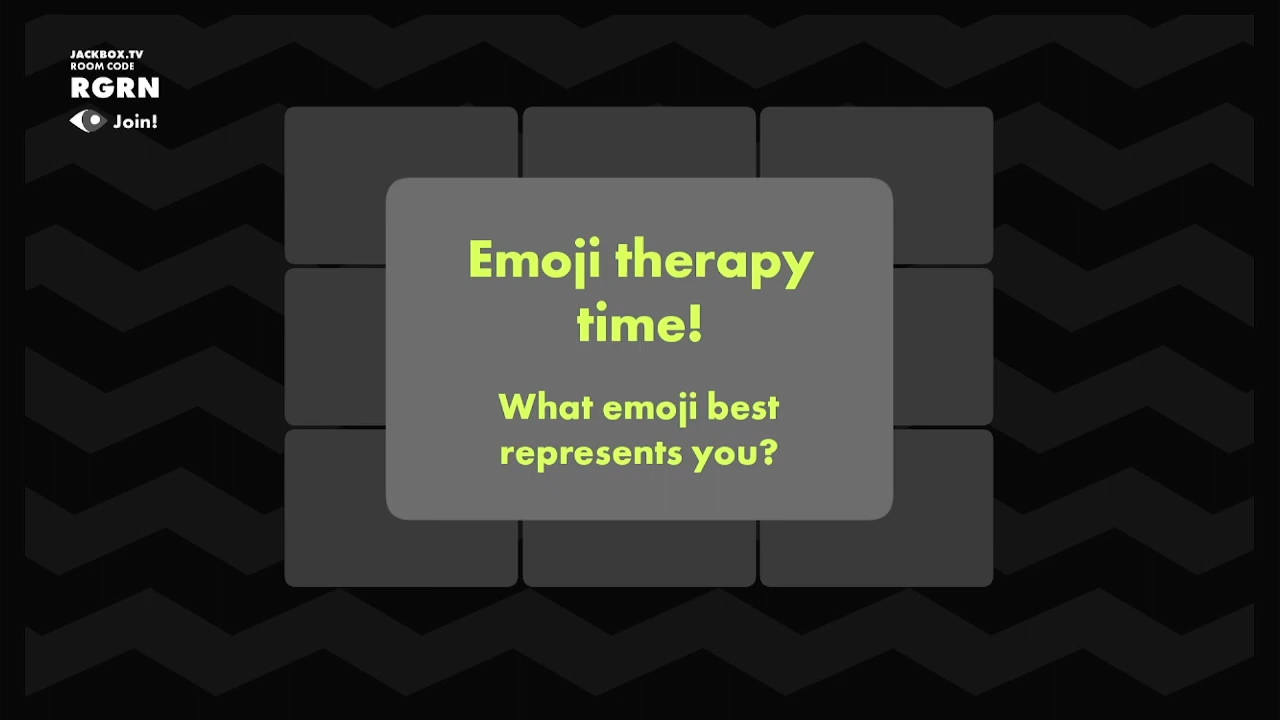 JACKBOX.TV
ROOM CODE
RGRN
Join!
Emoji therapy
time!
What emoji best
represents you?